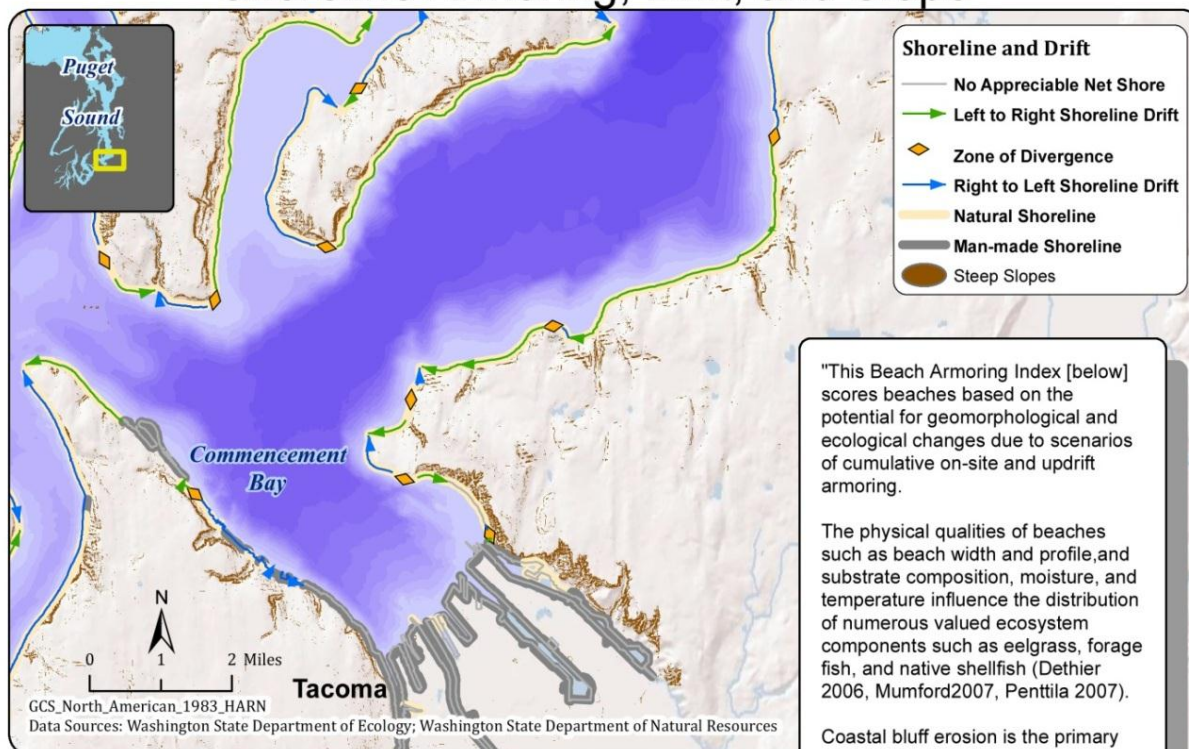 Puget
Sound
Shoreline and Drift
No Appreciable Net Shore
Left to Right Shoreline Drift
Zone of Divergence
Right to Left Shoreline Drift
Natural Shoreline
Man-made Shoreline
Steep Slopes
Commencement
Bay
N
0 1 2 Miles
Tacoma
GCS_North_American_1983_HARN
Data Sources: Washington State Department of Ecology; Washington State Department of Natural Resources
"This Beach Armoring Index [below]
scores beaches based on the
potential for geomorphological and
ecological changes due to scenarios
of cumulative on-site and updrift
armoring.
The physical qualities of beaches
such as beach width and profile,and
substrate composition, moisture, and
temperature influence the distribution
of numerous valued ecosystem
components such as eelgrass, forage
fish, and native shellfish (Dethier
2006, Mumford2007, Penttila 2007).
Coastal bluff erosion is the primary